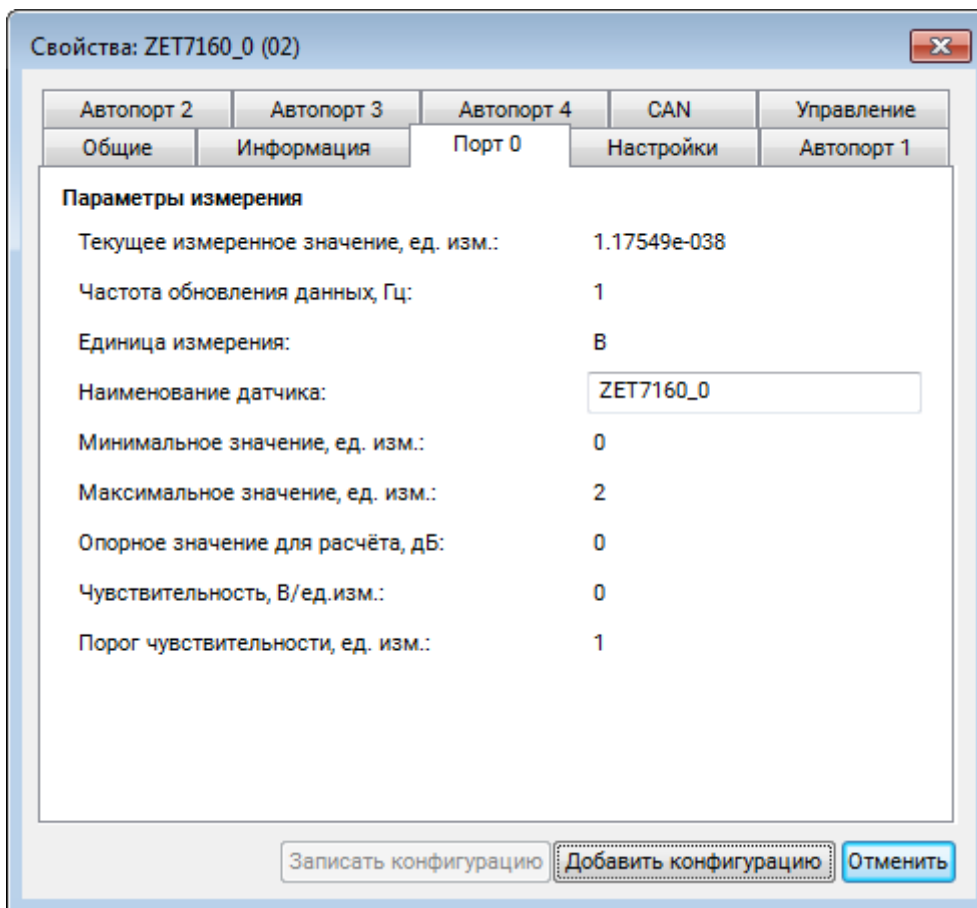 Свойства: ZET7160_0 (02)
Автопорт 2 Автопорт 3 Автопорт 4 CAN Управление
Общие Информация Порт 0 Настройки Автопорт 1
Параметры измерения
Текущее измеренное значение, ед. изм.: 1.17549e-038
Частота обновления данных, Гц: 1
Единица измерения: В
Наименование датчика: ZET7160_0
Минимальное значение, ед. изм.: 0
Максимальное значение, ед. изм.: 2
Опорное значение для расчёта, дБ: 0
Чувствительность, В/ед.изм.: 0
Порог чувствительности, ед. изм.: 1
Записать конфигурацию Добавить конфигурацию Отменить